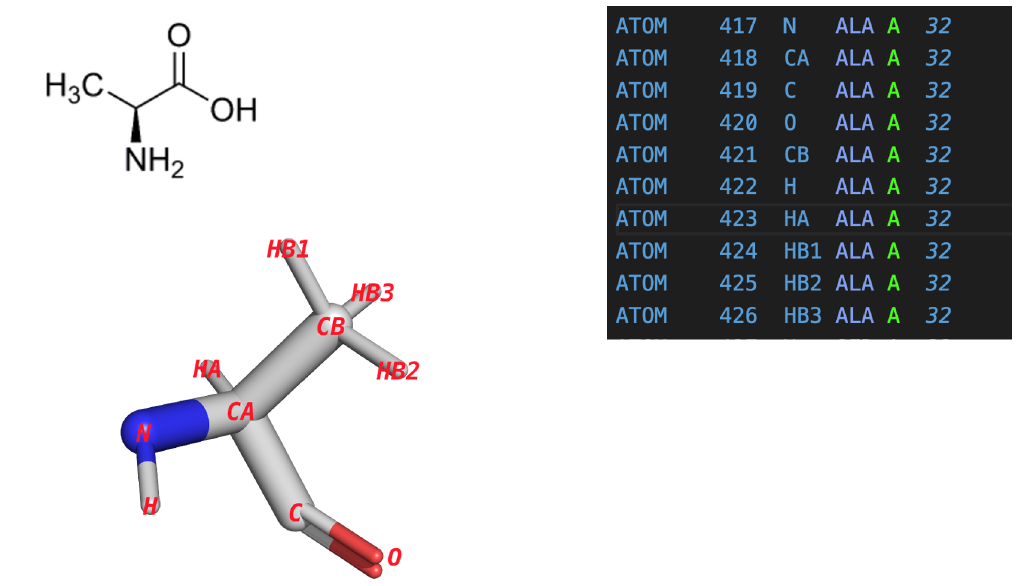 O
H₃C
OH
NH₂
ATOM 417 N ALA A 32
ATOM 418 CA ALA A 32
ATOM 419 C ALA A 32
ATOM 420 O ALA A 32
ATOM 421 CB ALA A 32
ATOM 422 H ALA A 32
ATOM 423 HA ALA A 32
ATOM 424 HB1 ALA A 32
ATOM 425 HB2 ALA A 32
ATOM 426 HB3 ALA A 32
HB1
HB3
CB
HA
HB2
CA
N
H
C
O